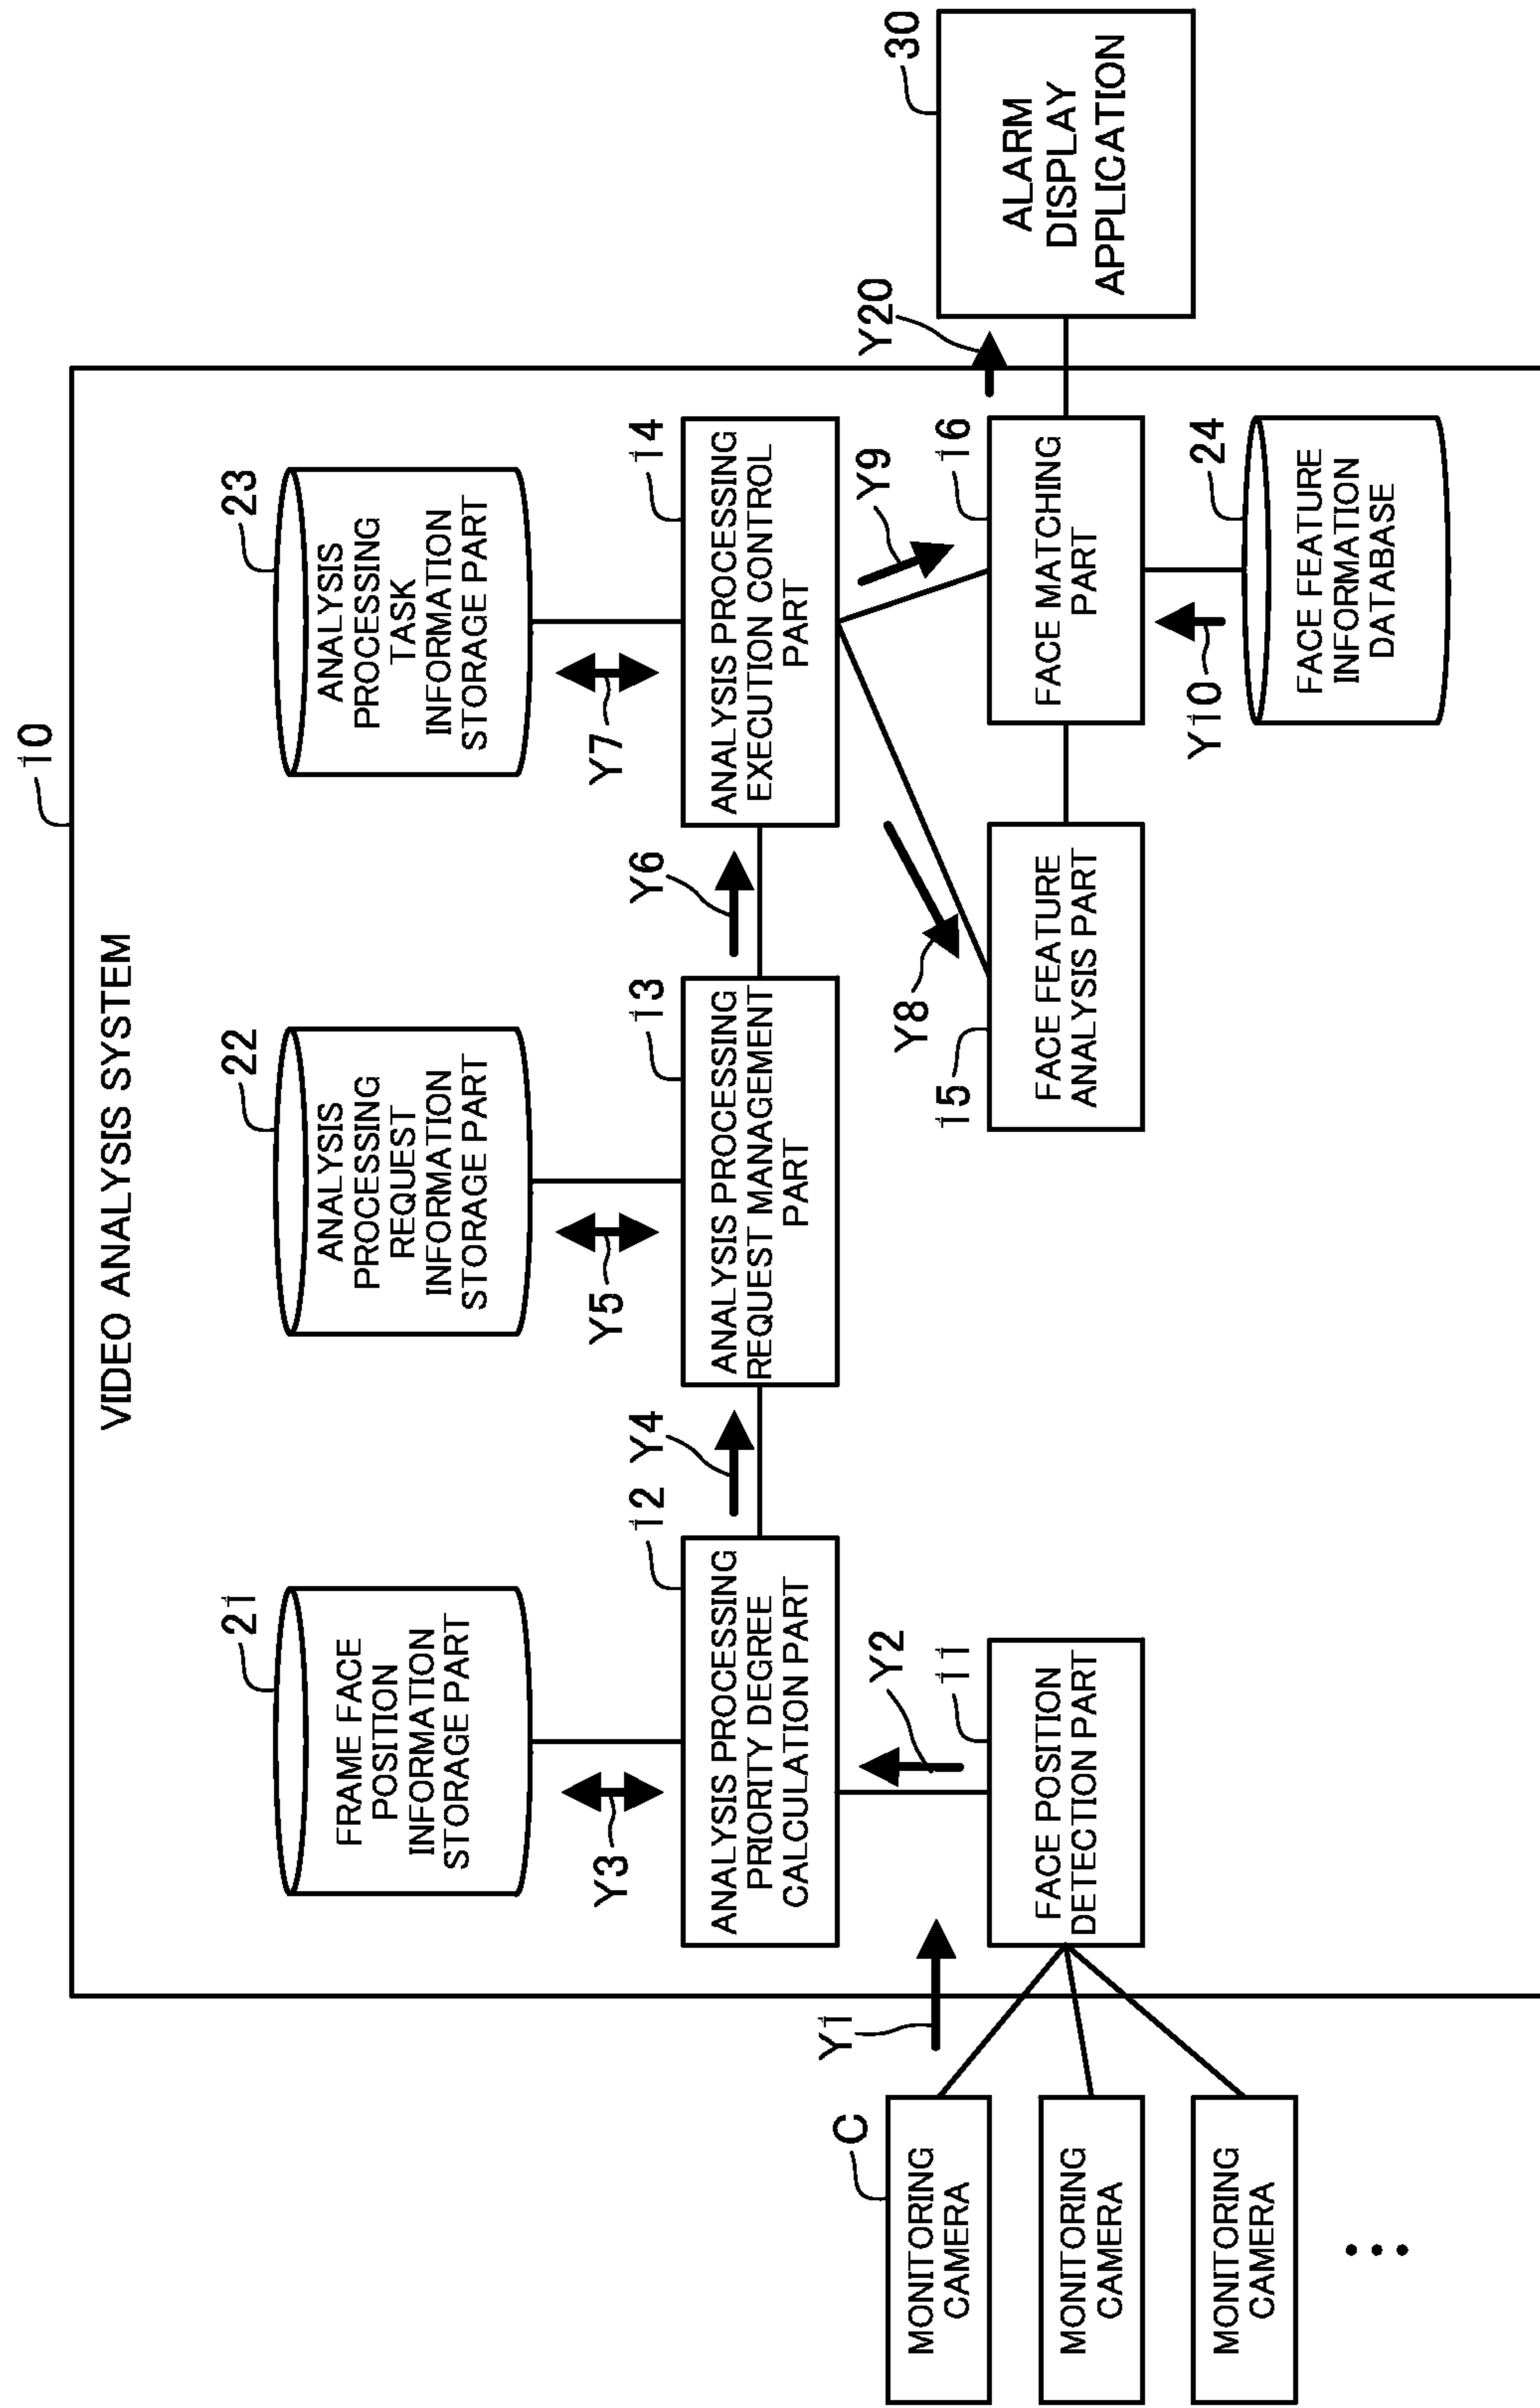 10
VIDEO ANALYSIS SYSTEM
21
FRAME FACE
POSITION
INFORMATION
STORAGE PART
22
ANALYSIS
PROCESSING
REQUEST
INFORMATION
STORAGE PART
23
ANALYSIS
PROCESSING
TASK
INFORMATION
STORAGE PART
Y3
Y5
Y7
12
ANALYSIS PROCESSING
PRIORITY DEGREE
CALCULATION PART
Y4
13
ANALYSIS PROCESSING
REQUEST MANAGEMENT
PART
Y6
14
ANALYSIS PROCESSING
EXECUTION CONTROL
PART
Y1
Y2
11
FACE POSITION
DETECTION PART
Y8
15
FACE FEATURE
ANALYSIS PART
Y9
16
FACE MATCHING
PART
Y20
30
ALARM
DISPLAY
APPLICATION
Y10
24
FACE FEATURE
INFORMATION
DATABASE
C
MONITORING
CAMERA
MONITORING
CAMERA
MONITORING
CAMERA